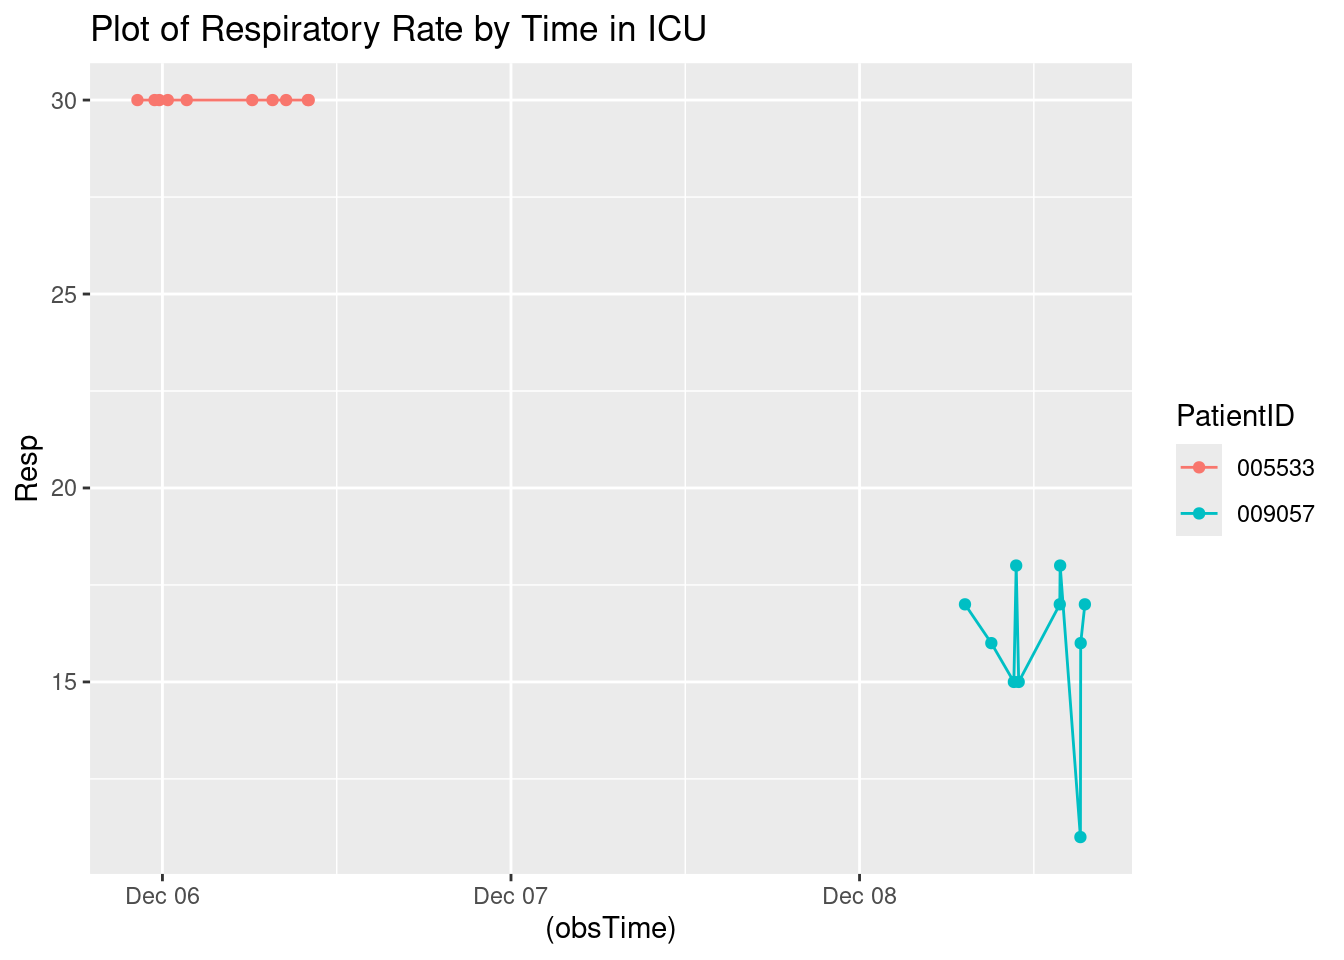 Plot of Respiratory Rate by Time in ICU
30
25
20
15
Resp
Dec 06
Dec 07
Dec 08
(obsTime)
PatientID
005533
009057